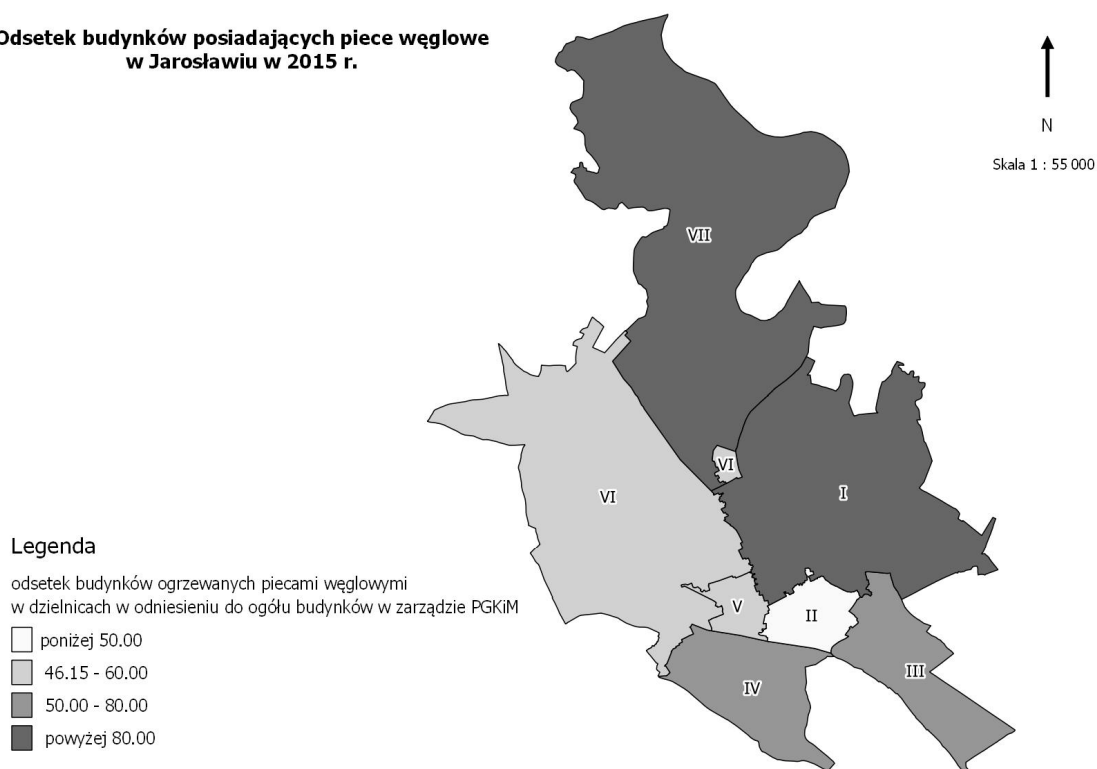 Odsetek budynków posiadających piece węglowe
w Jarosławiu w 2015 r.
N
Skala 1 : 55 000
VII
VI
VI
I
V
II
III
IV
Legenda
odsetek budynków ogrzewanych piecami węglowymi
w dzielnicach w odniesieniu do ogółu budynków w zarządzie PGKiM
poniżej 50.00
46.15 - 60.00
50.00 - 80.00
powyżej 80.00